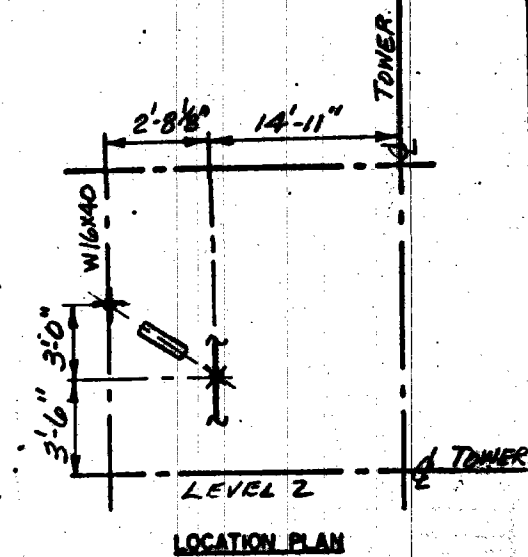 TOWER
2'-8⅛" 14'-11"
W16x40
3'-0"
3'-6"
℄ TOWER
LEVEL 2
LOCATION PLAN